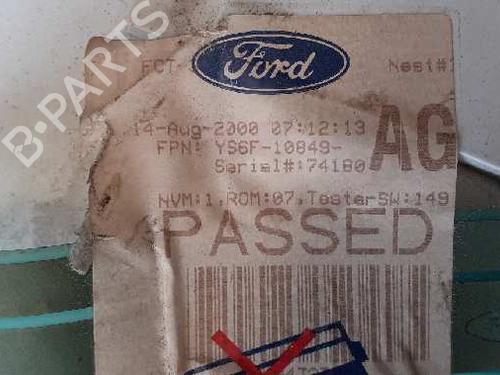 FCT-
Ford
Nest#
14-Aug-2000 07:12:13
FPN: YS6F-10849-
AG
Serial#:74180
NVM:1,ROM:07,TesterSW:149
PASSED
B-PARTS